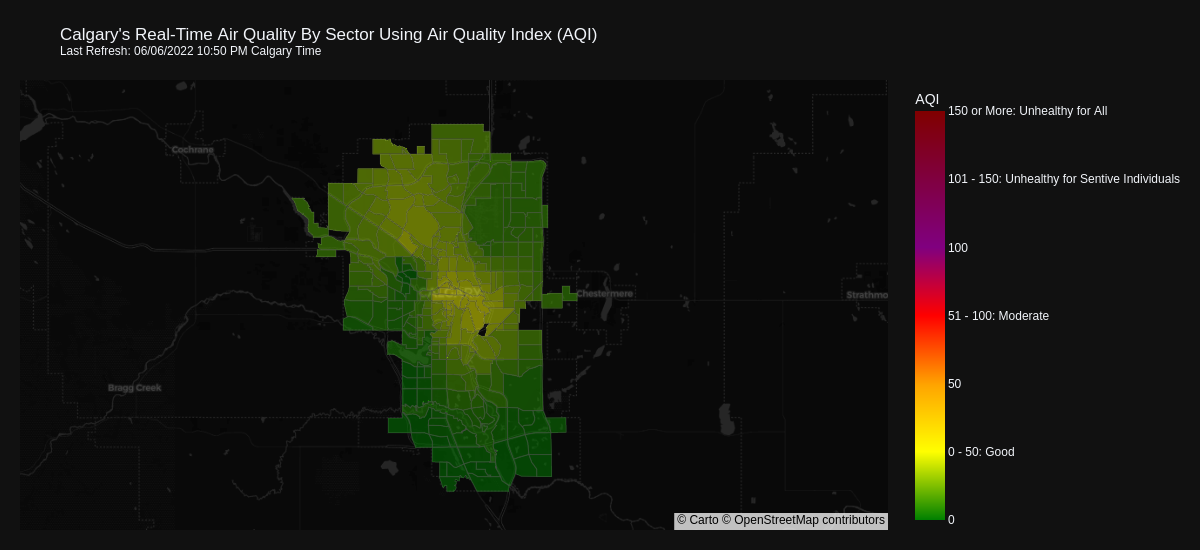 Calgary's Real-Time Air Quality By Sector Using Air Quality Index (AQI)
Last Refresh: 06/06/2022 10:50 PM Calgary Time
AQI
150 or More: Unhealthy for All
101 - 150: Unhealthy for Sentive Individuals
100
51 - 100: Moderate
50
0 - 50: Good
0
Cochrane
Chestermere
Strathmo
Bragg Creek
© Carto © OpenStreetMap contributors